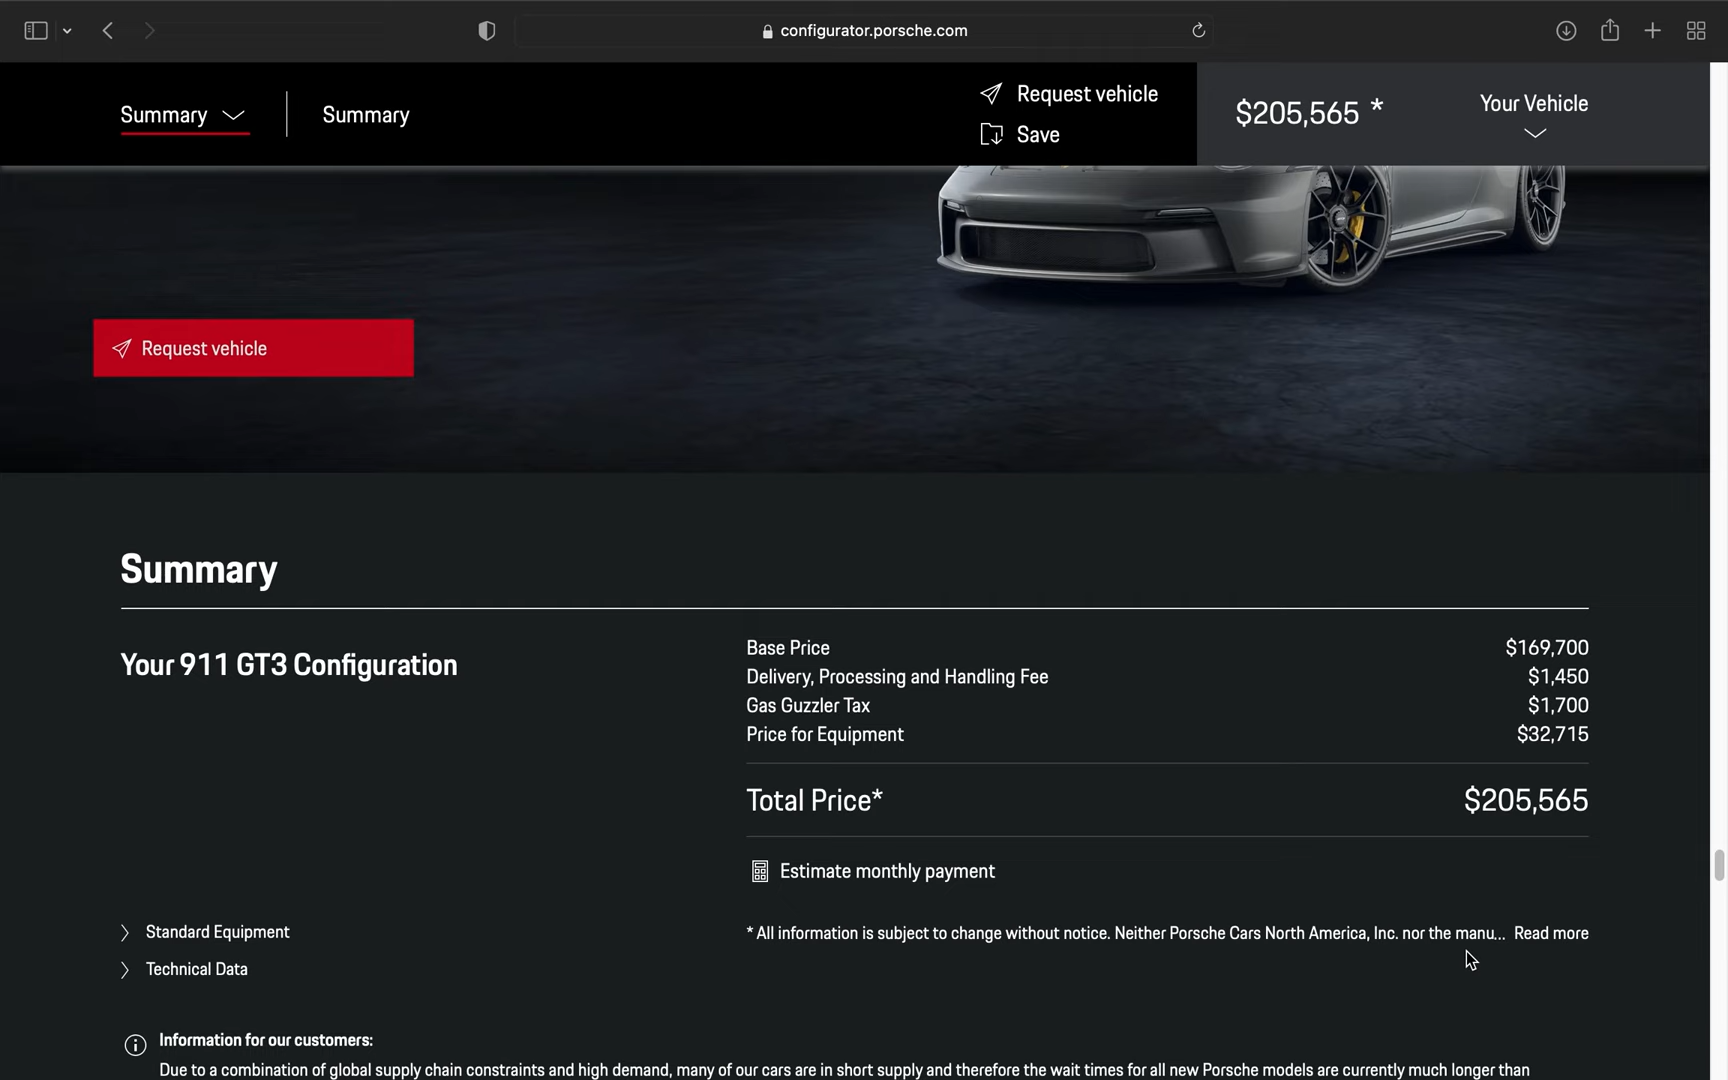 configurator.porsche.com
Summary
Summary
Request vehicle
Save
$205,565 *
Your Vehicle
Request vehicle
Summary
Your 911 GT3 Configuration
Base Price $169,700
Delivery, Processing and Handling Fee $1,450
Gas Guzzler Tax $1,700
Price for Equipment $32,715
Total Price* $205,565
Estimate monthly payment
Standard Equipment
* All information is subject to change without notice. Neither Porsche Cars North America, Inc. nor the manu... Read more
Technical Data
Information for our customers:
Due to a combination of global supply chain constraints and high demand, many of our cars are in short supply and therefore the wait times for all new Porsche models are currently much longer than